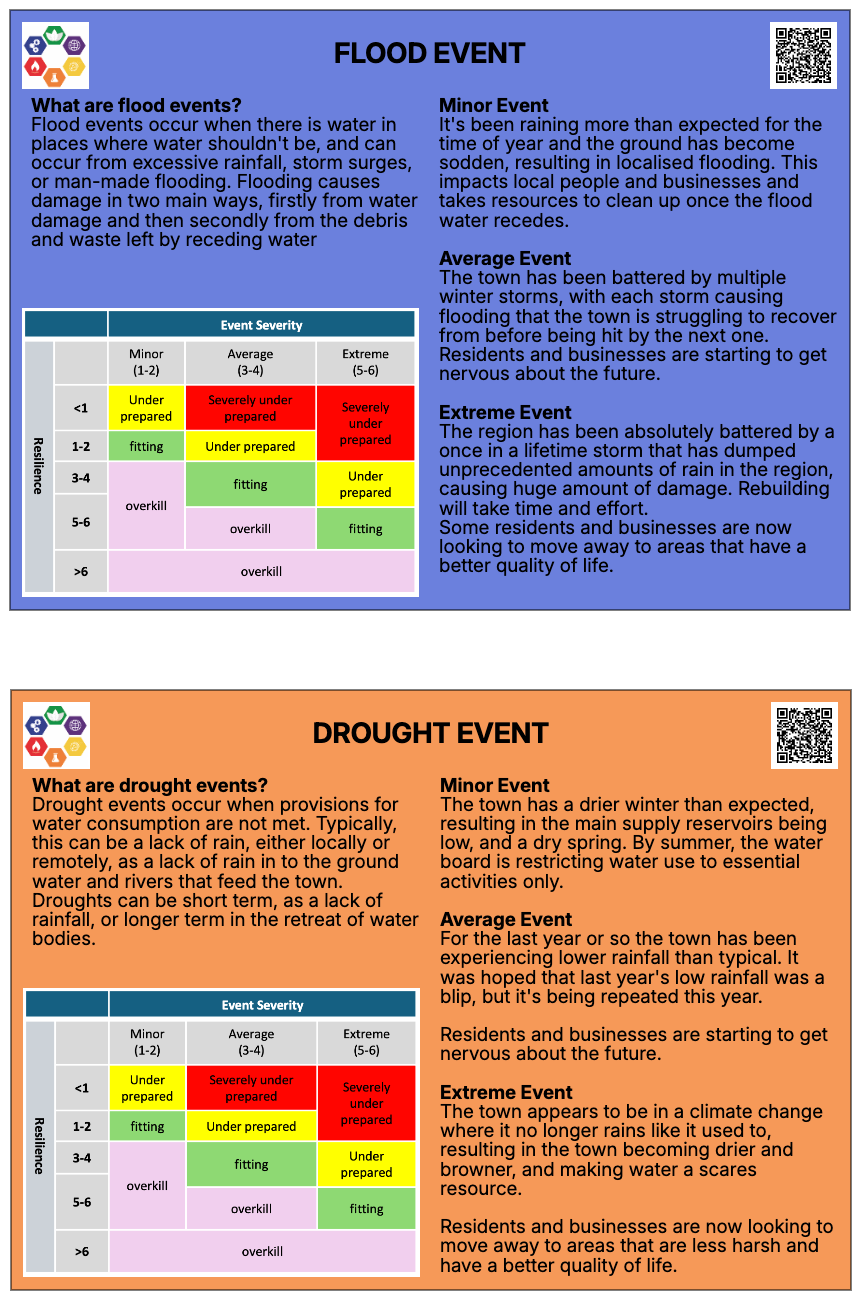 FLOOD EVENT
What are flood events?
Flood events occur when there is water in
places where water shouldn't be, and can
occur from excessive rainfall, storm surges,
or man-made flooding. Flooding causes
damage in two main ways, firstly from water
damage and then secondly from the debris
and waste left by receding water
Event Severity
Minor
(1-2)
Average
(3-4)
Extreme
(5-6)
Resilience
<1
Under
prepared
Severely under
prepared
Severely
under
prepared
1-2
fitting
Under prepared
3-4
overkill
fitting
Under
prepared
5-6
overkill
fitting
>6
overkill
Minor Event
It's been raining more than expected for the
time of year and the ground has become
sodden, resulting in localised flooding. This
impacts local people and businesses and
takes resources to clean up once the flood
water recedes.
Average Event
The town has been battered by multiple
winter storms, with each storm causing
flooding that the town is struggling to recover
from before being hit by the next one.
Residents and businesses are starting to get
nervous about the future.
Extreme Event
The region has been absolutely battered by a
once in a lifetime storm that has dumped
unprecedented amounts of rain in the region,
causing huge amount of damage. Rebuilding
will take time and effort.
Some residents and businesses are now
looking to move away to areas that have a
better quality of life.
DROUGHT EVENT
What are drought events?
Drought events occur when provisions for
water consumption are not met. Typically,
this can be a lack of rain, either locally or
remotely, as a lack of rain in to the ground
water and rivers that feed the town.
Droughts can be short term, as a lack of
rainfall, or longer term in the retreat of water
bodies.
Event Severity
Minor
(1-2)
Average
(3-4)
Extreme
(5-6)
Resilience
<1
Under
prepared
Severely under
prepared
Severely
under
prepared
1-2
fitting
Under prepared
3-4
overkill
fitting
Under
prepared
5-6
overkill
fitting
>6
overkill
Minor Event
The town has a drier winter than expected,
resulting in the main supply reservoirs being
low, and a dry spring. By summer, the water
board is restricting water use to essential
activities only.
Average Event
For the last year or so the town has been
experiencing lower rainfall than typical. It
was hoped that last year's low rainfall was a
blip, but it's being repeated this year.
Residents and businesses are starting to get
nervous about the future.
Extreme Event
The town appears to be in a climate change
where it no longer rains like it used to,
resulting in the town becoming drier and
browner, and making water a scares
resource.
Residents and businesses are now looking to
move away to areas that are less harsh and
have a better quality of life.